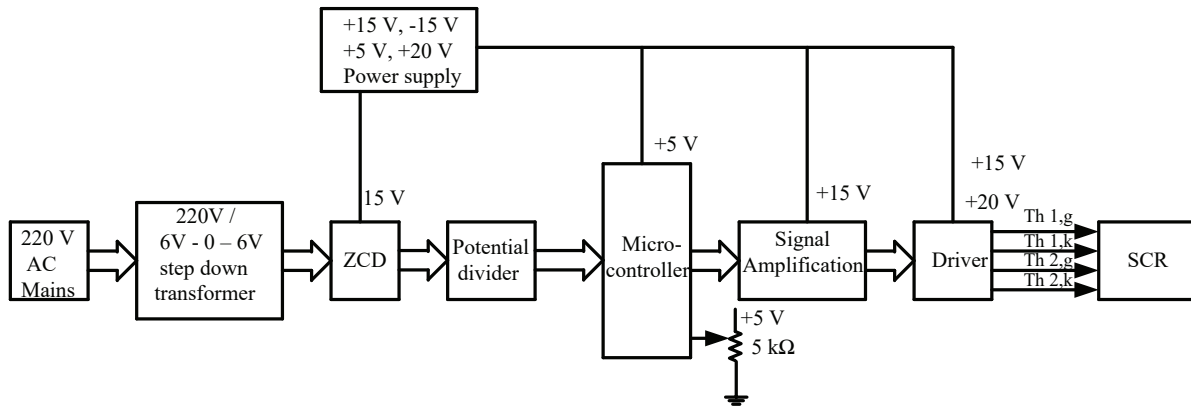 +15 V, -15 V
+5 V, +20 V
Power supply
+5 V
+15 V
15 V
+15 V
+20 V
220 V
AC
Mains
220V /
6V - 0 – 6V
step down
transformer
ZCD
Potential
divider
Micro-
controller
Signal
Amplification
Driver
Th 1,g
Th 1,k
Th 2,g
Th 2,k
SCR
+5 V
5 kΩ